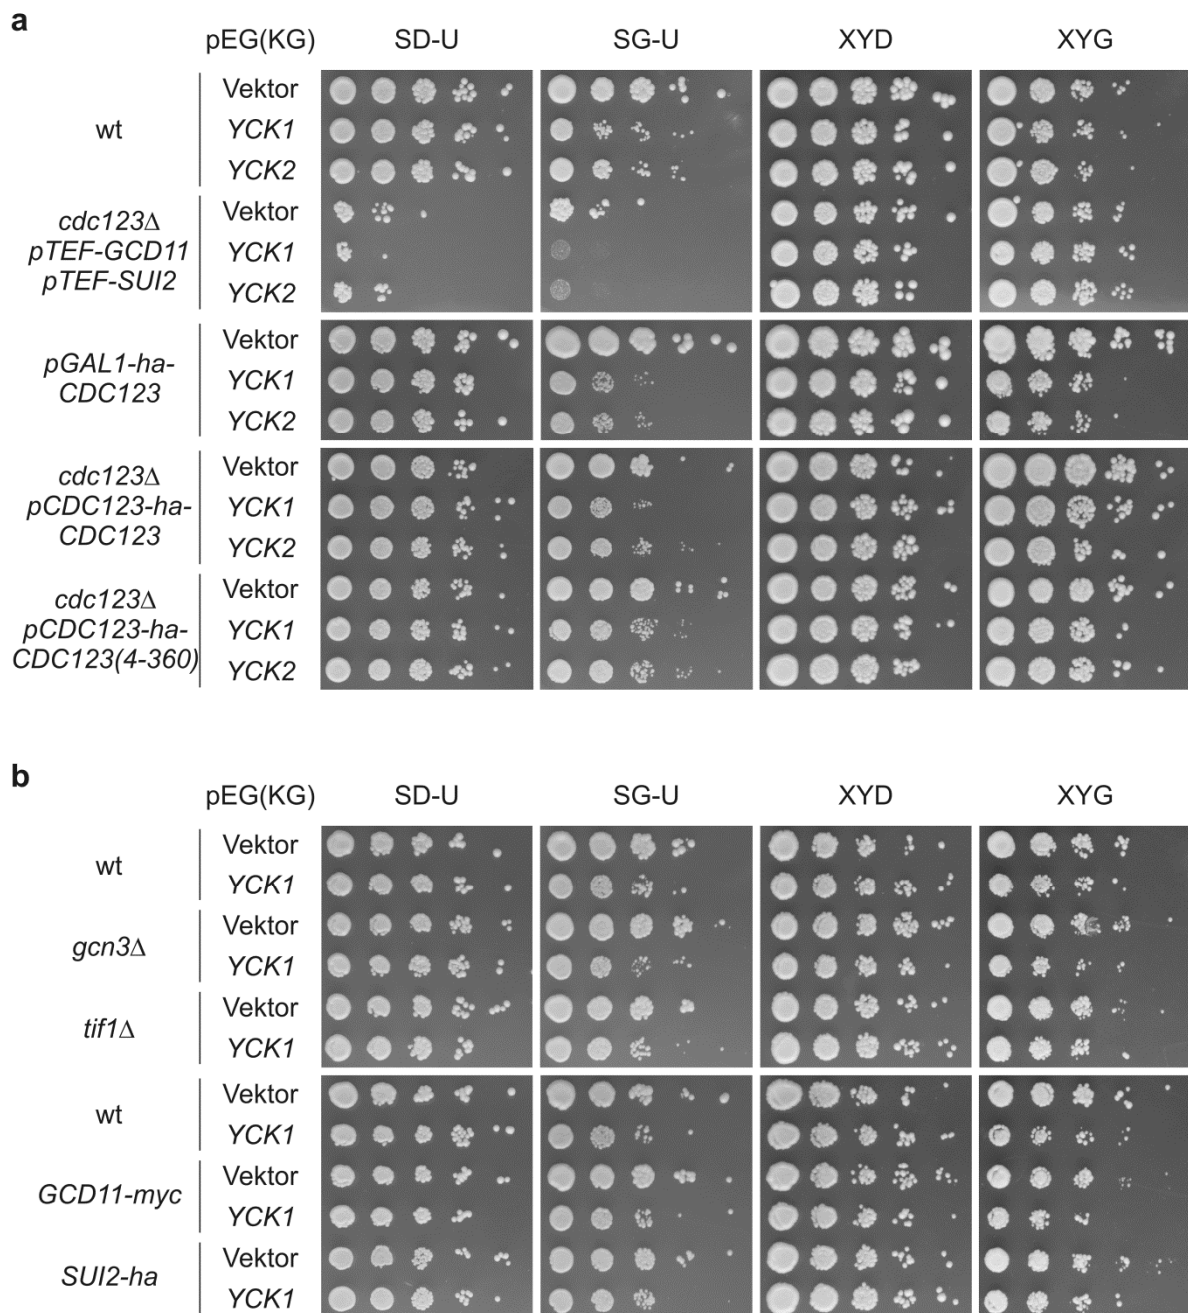 a
pEG(KG) SD-U SG-U XYD XYG
wt
Vektor
YCK1
YCK2
cdc123Δ
pTEF-GCD11
pTEF-SUI2
Vektor
YCK1
YCK2
pGAL1-ha-
CDC123
Vektor
YCK1
YCK2
cdc123Δ
pCDC123-ha-
CDC123
Vektor
YCK1
YCK2
cdc123Δ
pCDC123-ha-
CDC123(4-360)
Vektor
YCK1
YCK2
b
pEG(KG) SD-U SG-U XYD XYG
wt
Vektor
YCK1
gcn3Δ
Vektor
YCK1
tif1Δ
Vektor
YCK1
wt
Vektor
YCK1
GCD11-myc
Vektor
YCK1
SUI2-ha
Vektor
YCK1